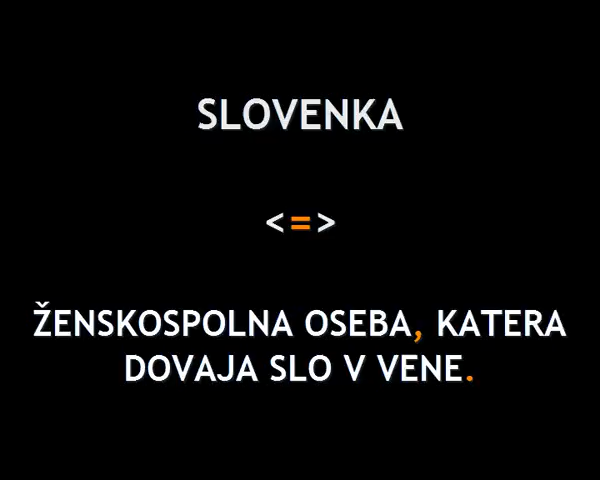 SLOVENKA
<=>
ŽENSKOSPOLNA OSEBA, KATERA
DOVAJA SLO V VENE.